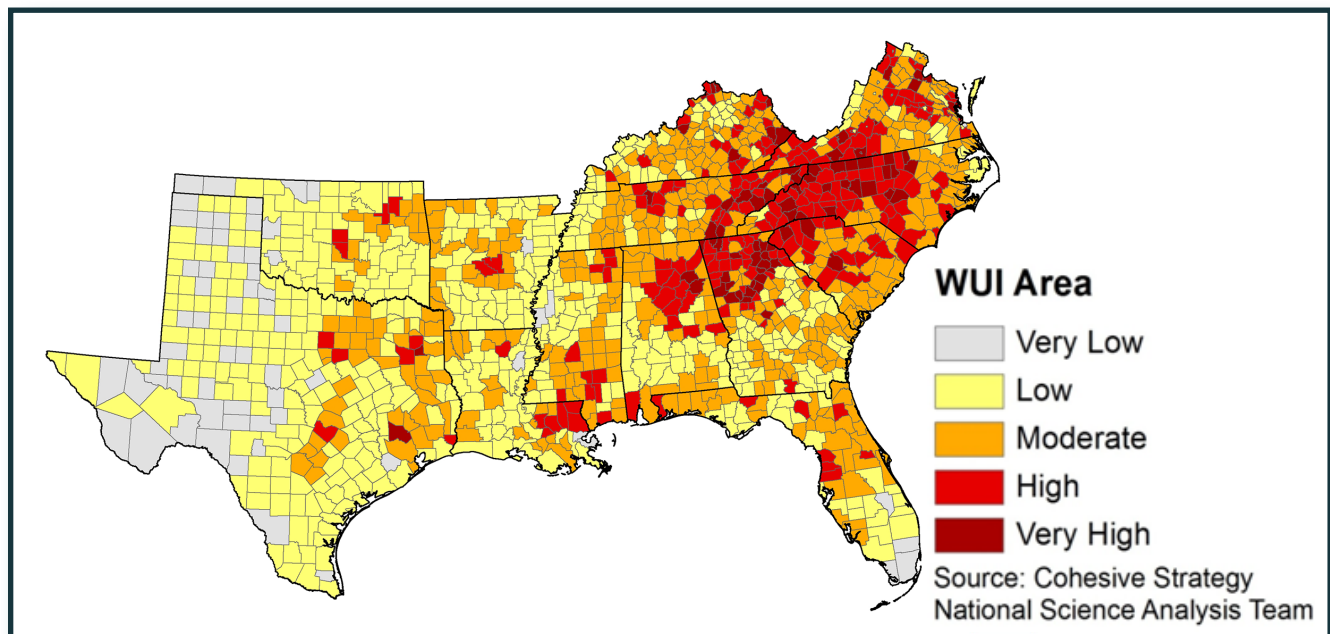 WUI Area
Very Low
Low
Moderate
High
Very High
Source: Cohesive Strategy
National Science Analysis Team